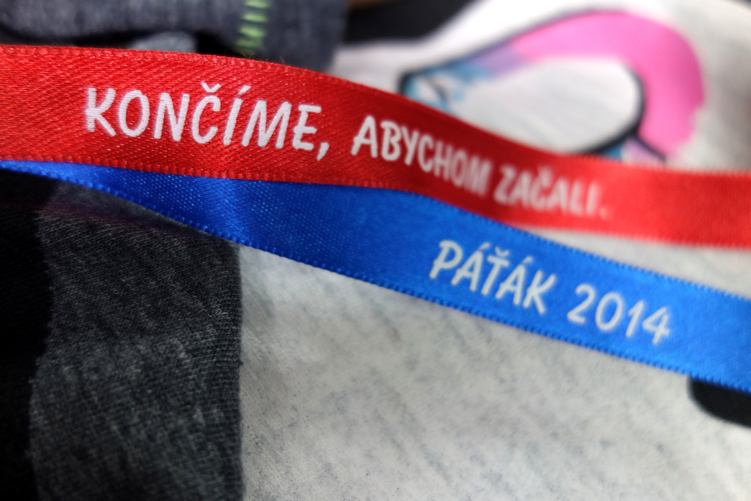 KONČÍME, ABYCHOM ZAČALI.
PÁŤÁK 2014